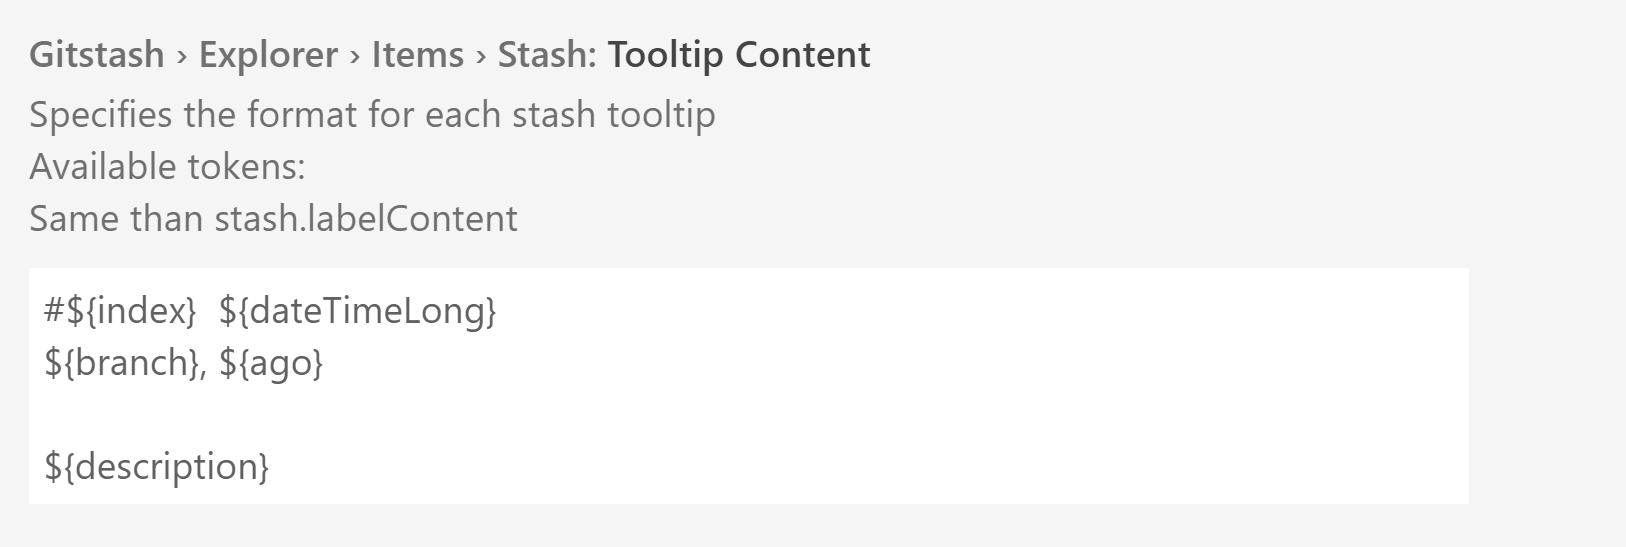 Gitstash › Explorer › Items › Stash: Tooltip Content
Specifies the format for each stash tooltip
Available tokens:
Same than stash.labelContent
#${index}  ${dateTimeLong}
${branch}, ${ago}
${description}